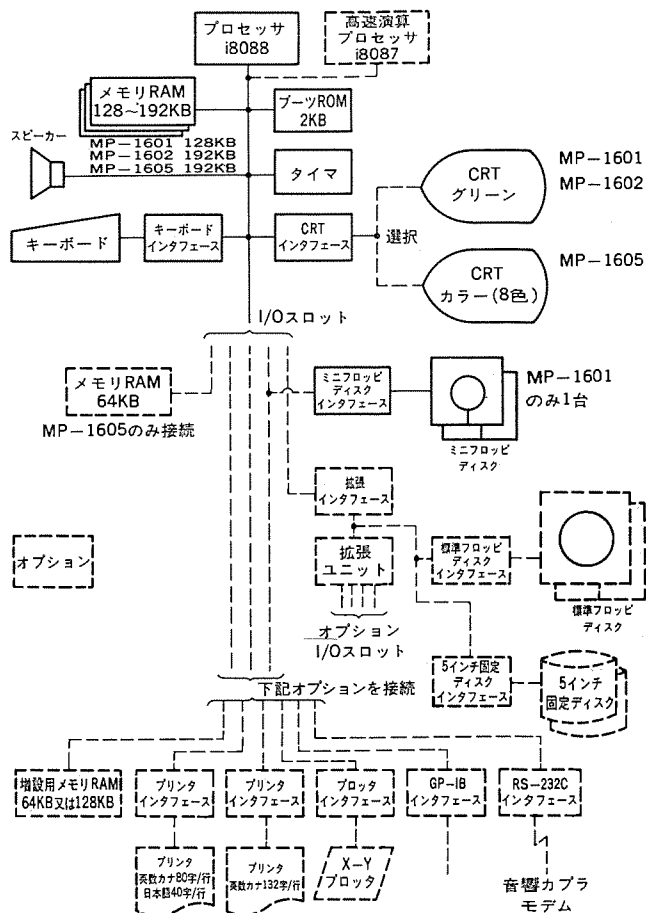 プロセッサ
i8088
高速演算
プロセッサ
i8087
メモリRAM
128～192KB
ブーツROM
2KB
スピーカー
MP－1601 128KB
MP－1602 192KB
MP－1605 192KB
タイマ
CRT
グリーン
MP－1601
MP－1602
キーボード
キーボード
インタフェース
CRT
インタフェース
選択
CRT
カラー(8色)
MP－1605
I/Oスロット
メモリRAM
64KB
MP－1605のみ接続
ミニフロッピ
ディスク
インタフェース
MP－1601
のみ1台
ミニフロッピ
ディスク
拡張
インタフェース
オプション
拡張
ユニット
標準フロッピ
ディスク
インタフェース
標準フロッピ
ディスク
オプション
I/Oスロット
5インチ固定
ディスク
インタフェース
5インチ
固定ディスク
下記オプションを接続
増設用メモリRAM
64KB又は128KB
プリンタ
インタフェース
プリンタ
インタフェース
プロッタ
インタフェース
GP－IB
インタフェース
RS－232C
インタフェース
プリンタ
英数カナ80字/行
日本語40字/行
プリンタ
英数カナ132字/行
X－Y
プロッタ
音響カプラ
モデム